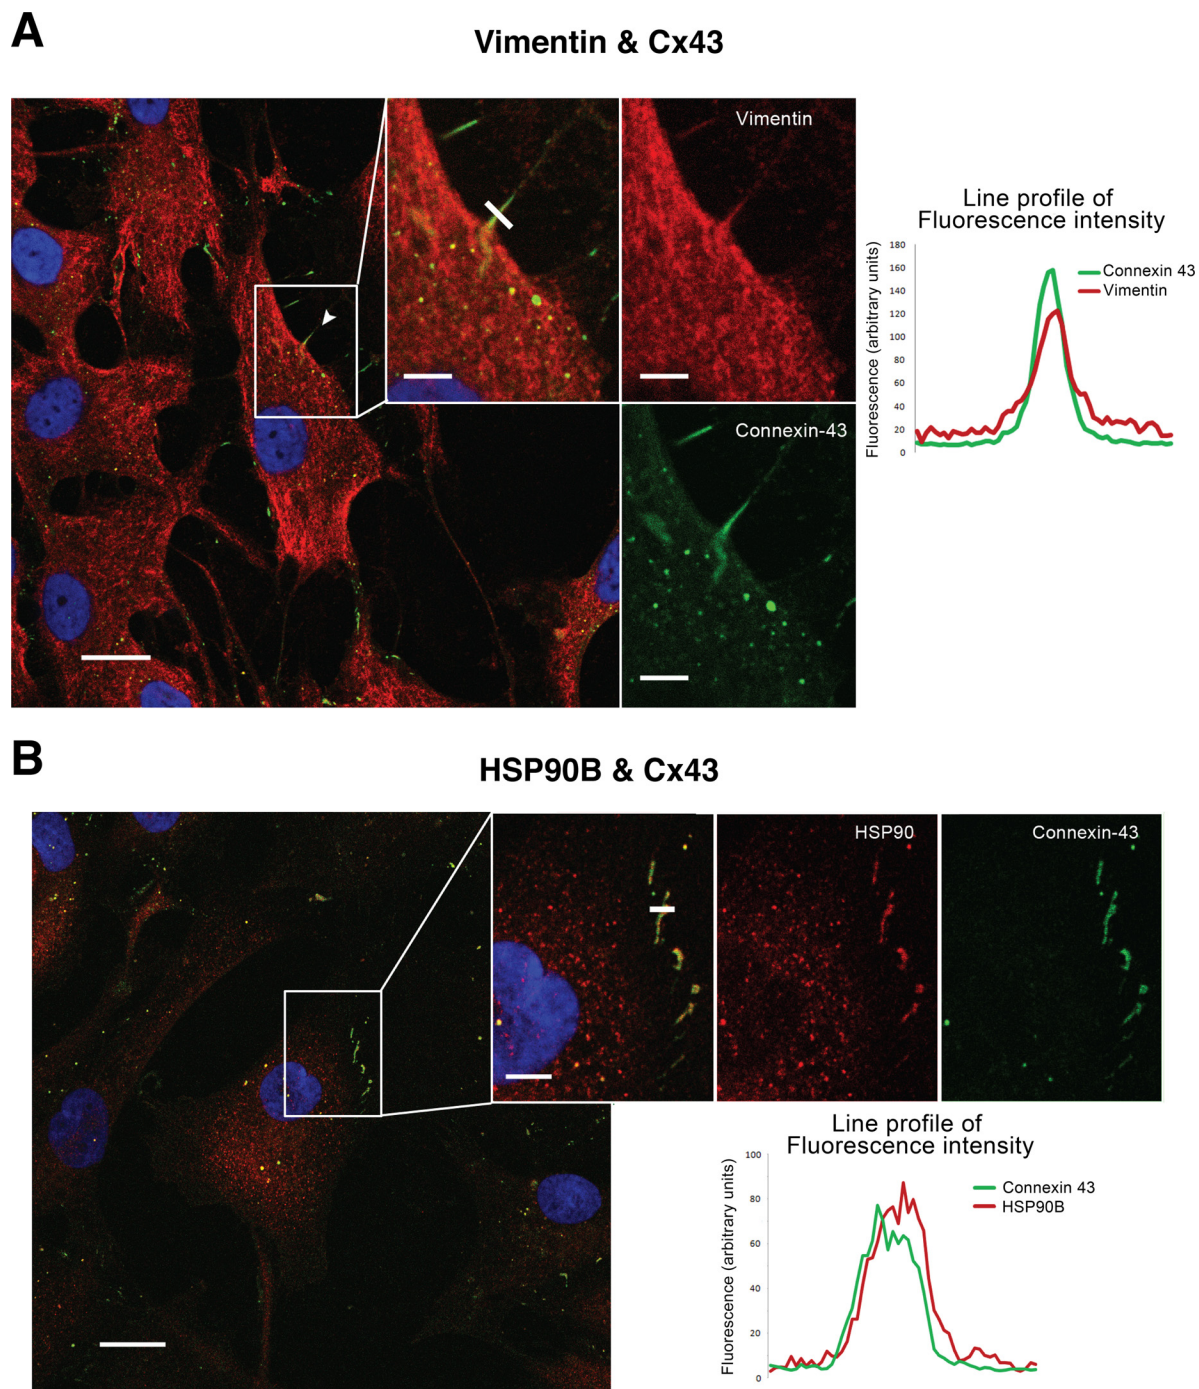 A
Vimentin & Cx43
Vimentin
Connexin-43
Line profile of
Fluorescence intensity
Fluorescence (arbitrary units)
180
160
140
120
100
80
60
40
20
0
Connexin 43
Vimentin
B
HSP90B & Cx43
HSP90
Connexin-43
Line profile of
Fluorescence intensity
Fluorescence (arbitrary units)
100
80
60
40
20
0
Connexin 43
HSP90B